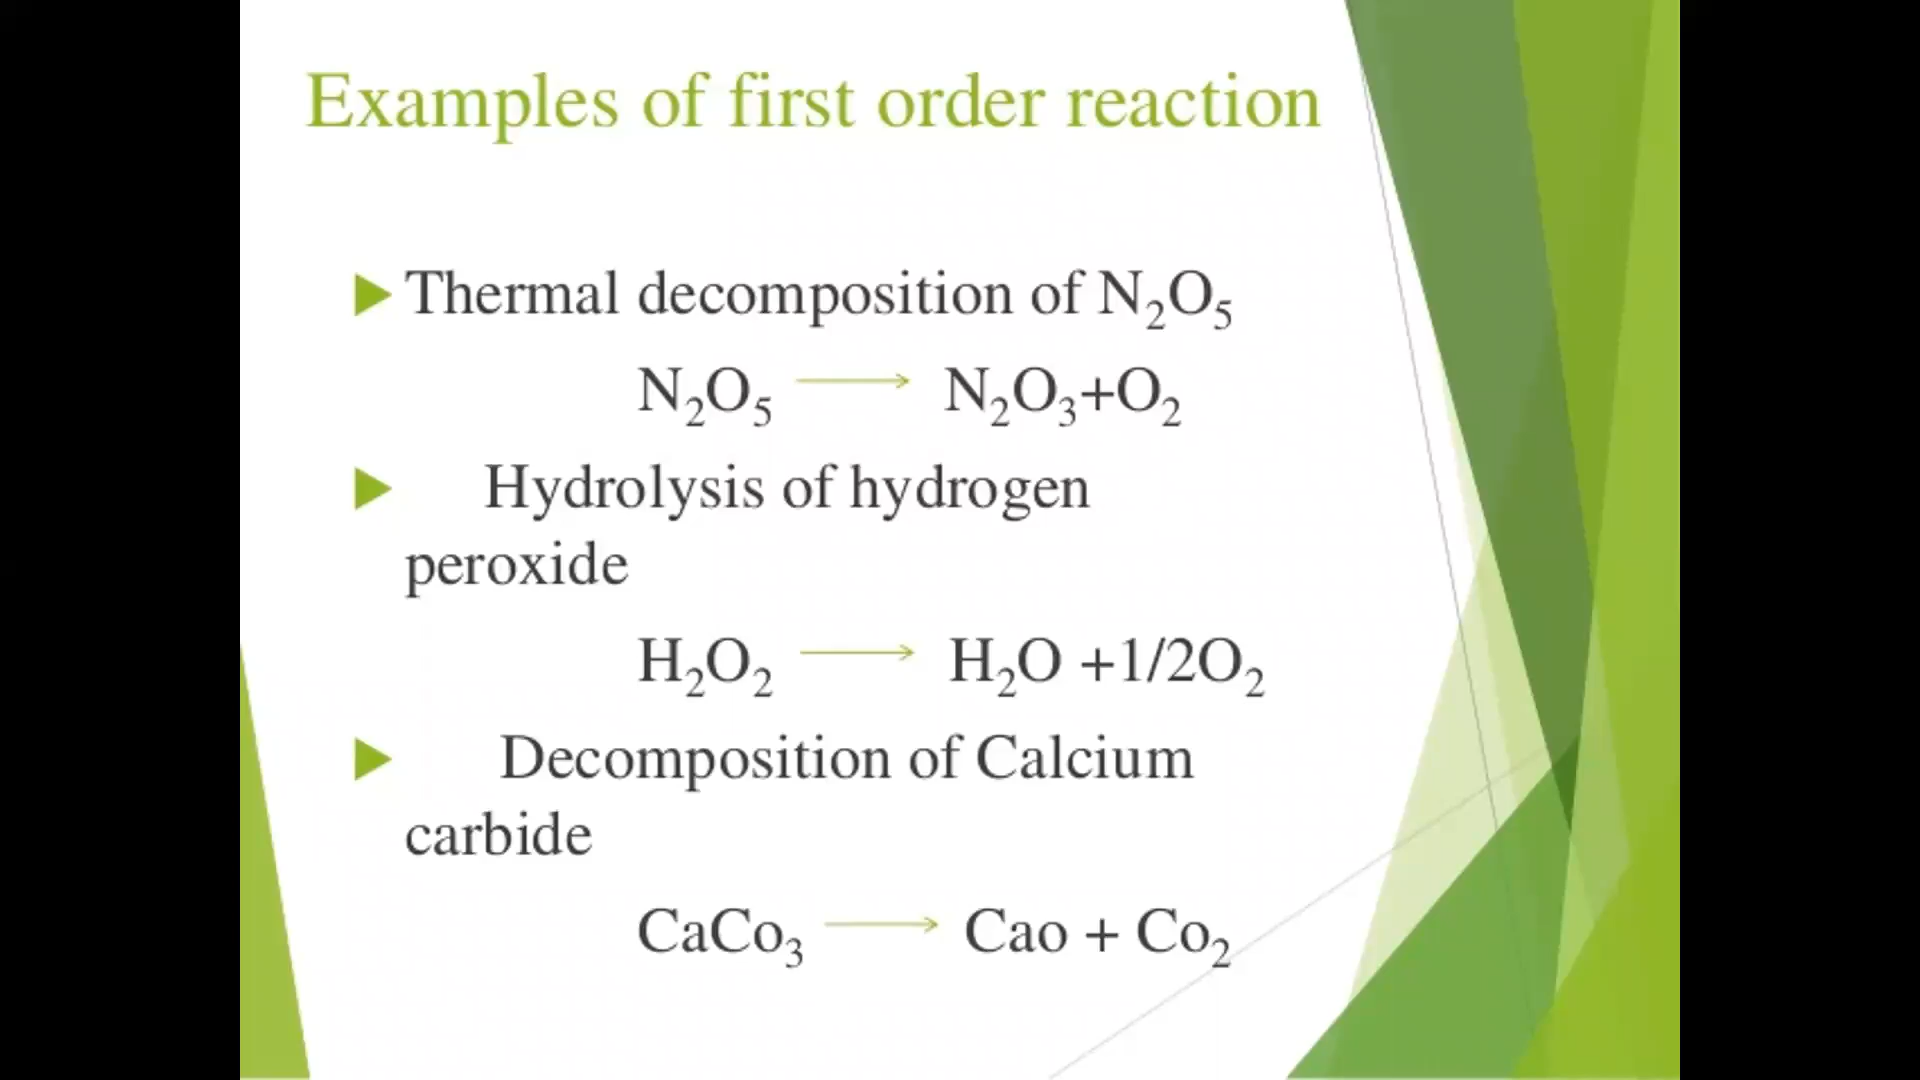 Examples of first order reaction
Thermal decomposition of N₂O₅
N₂O₅ → N₂O₃+O₂
Hydrolysis of hydrogen
peroxide
H₂O₂ → H₂O +1/2O₂
Decomposition of Calcium
carbide
CaCo₃ → Cao + Co₂